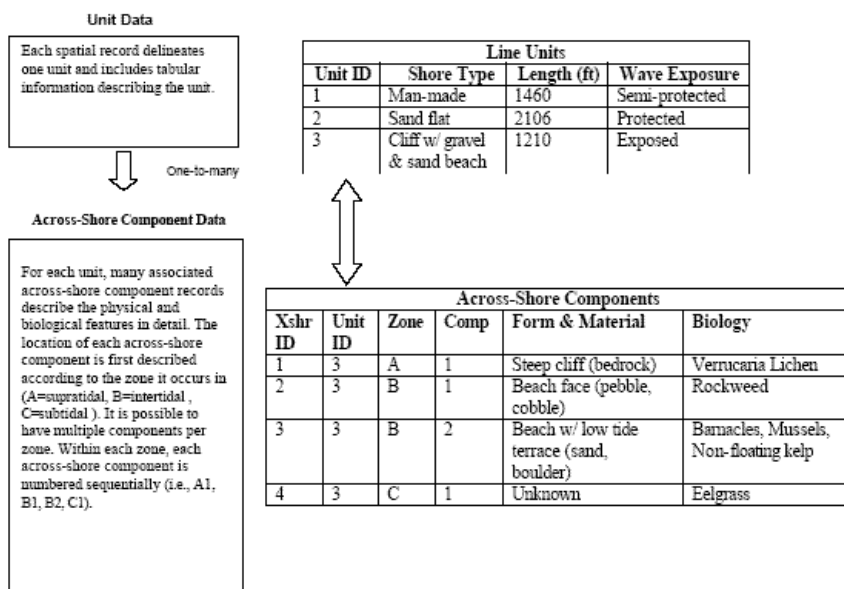 Unit Data
Each spatial record delineates
one unit and includes tabular
information describing the unit.
One-to-many
Across-Shore Component Data
For each unit, many associated
across-shore component records
describe the physical and
biological features in detail. The
location of each across-shore
component is first described
according to the zone it occurs in
(A=supratidal, B=intertidal ,
C=subtidal ). It is possible to
have multiple components per
zone. Within each zone, each
across-shore component is
numbered sequentially (i.e., A1,
B1, B2, C1).
Line Units
Unit ID Shore Type Length (ft) Wave Exposure
1 Man-made 1460 Semi-protected
2 Sand flat 2106 Protected
3 Cliff w/ gravel 1210 Exposed
& sand beach
Across-Shore Components
Xshr Unit Zone Comp Form & Material Biology
ID ID
1 3 A 1 Steep cliff (bedrock) Verrucaria Lichen
2 3 B 1 Beach face (pebble, Rockweed
cobble)
3 3 B 2 Beach w/ low tide Barnacles, Mussels,
terrace (sand, Non-floating kelp
boulder)
4 3 C 1 Unknown Eelgrass